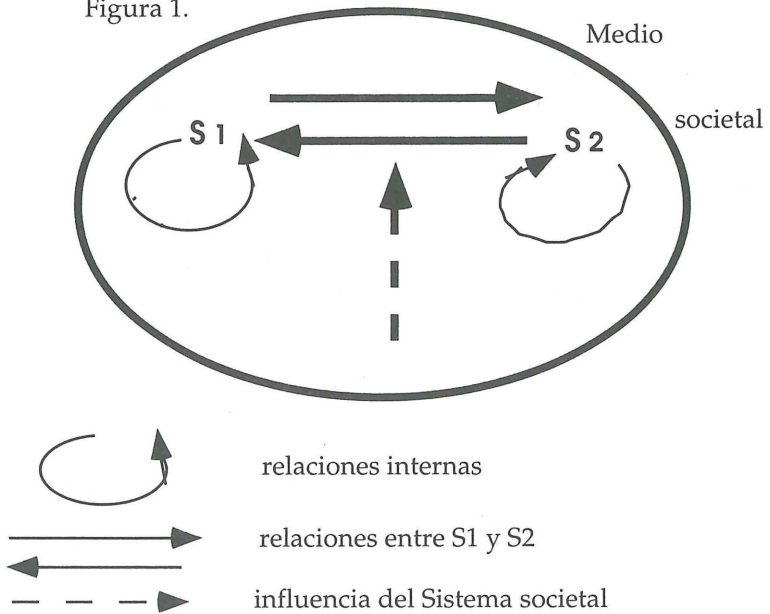 Figura 1.
Medio
societal
S 1
S 2
relaciones internas
relaciones entre S1 y S2
influencia del Sistema societal